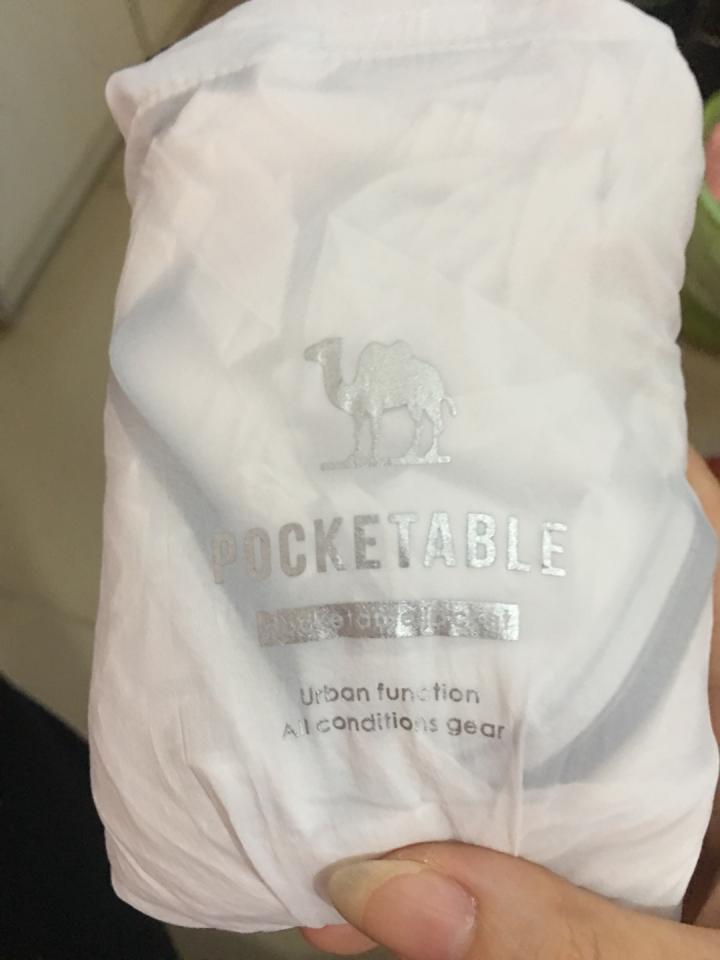 POCKETABLE
Urban function
All conditions gear